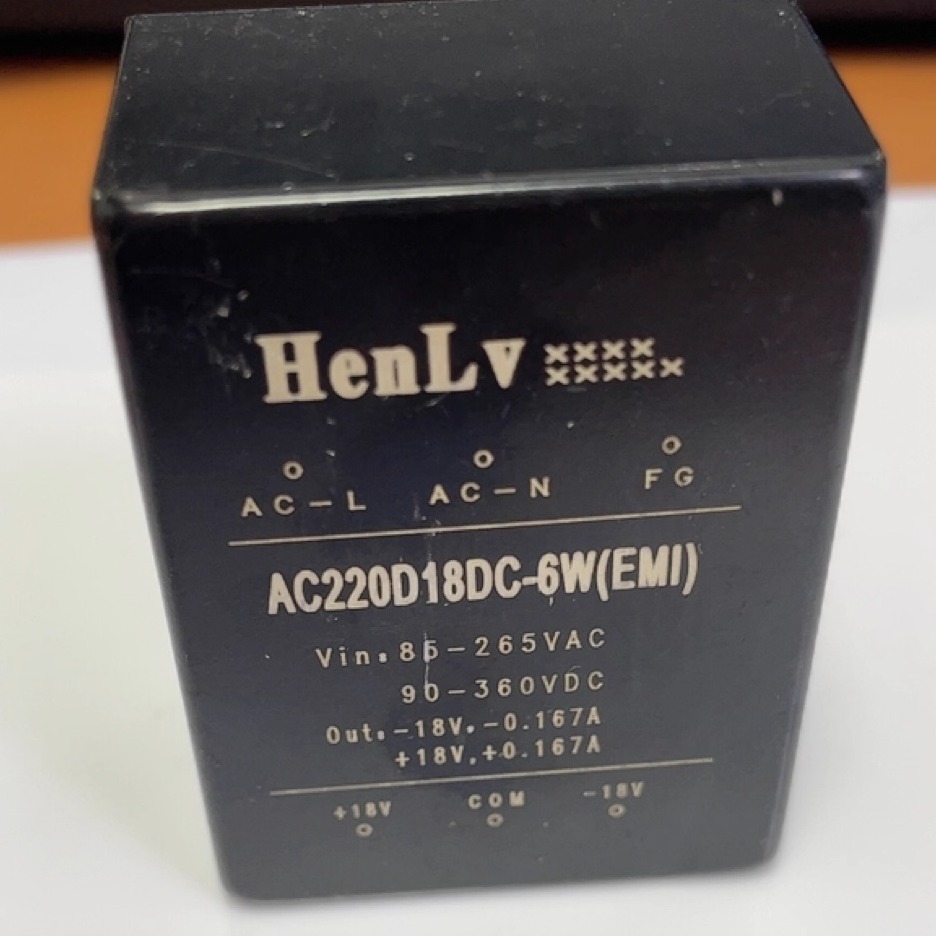 HenLv ××××
×××××
AC-L AC-N FG
AC220D18DC-6W(EMI)
Vin:85-265VAC
90-360VDC
Out:-18V,-0.167A
+18V,+0.167A
+18V COM -18V